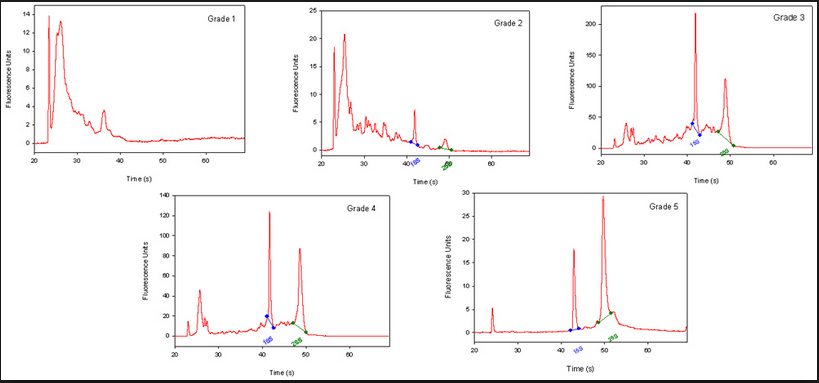 Grade 1
Fluorescence Units
14
12
10
8
6
4
2
0
20 30 40 50 60
Time (s)
Grade 2
Fluorescence Units
25
20
15
10
5
0
20 30 40 50 60
18S
28S
Time (s)
Grade 3
Fluorescence Units
200
150
100
50
0
20 30 40 50 60
18S
28S
Time (s)
Grade 4
Fluorescence Units
140
120
100
80
60
40
20
0
20 30 40 50 60
18S
28S
Time (s)
Grade 5
Fluorescence Units
30
25
20
15
10
5
0
20 30 40 50 60
18S
28S
Time (s)